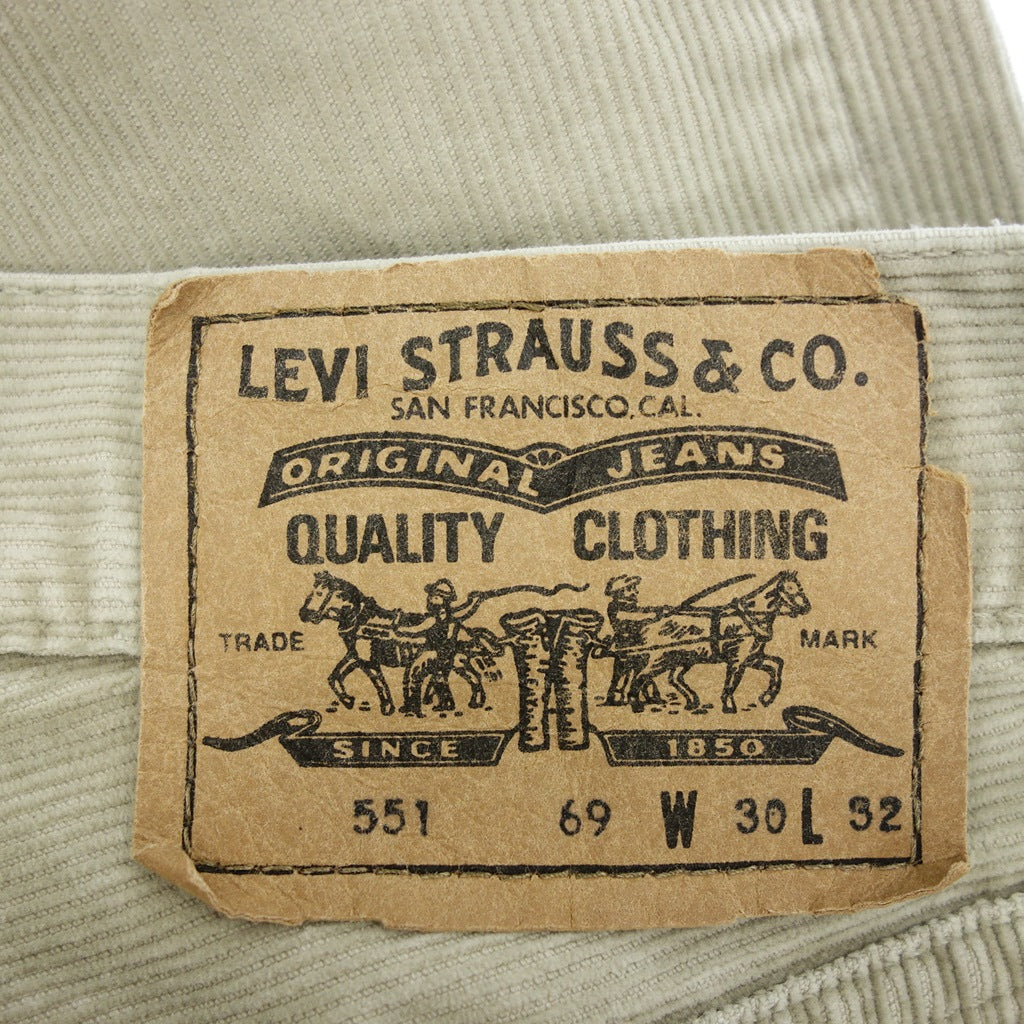 LEVI STRAUSS & CO.
SAN FRANCISCO, CAL.
ORIGINAL JEANS
QUALITY CLOTHING
TRADE MARK
SINCE 1850
551 69 W 30 L 32